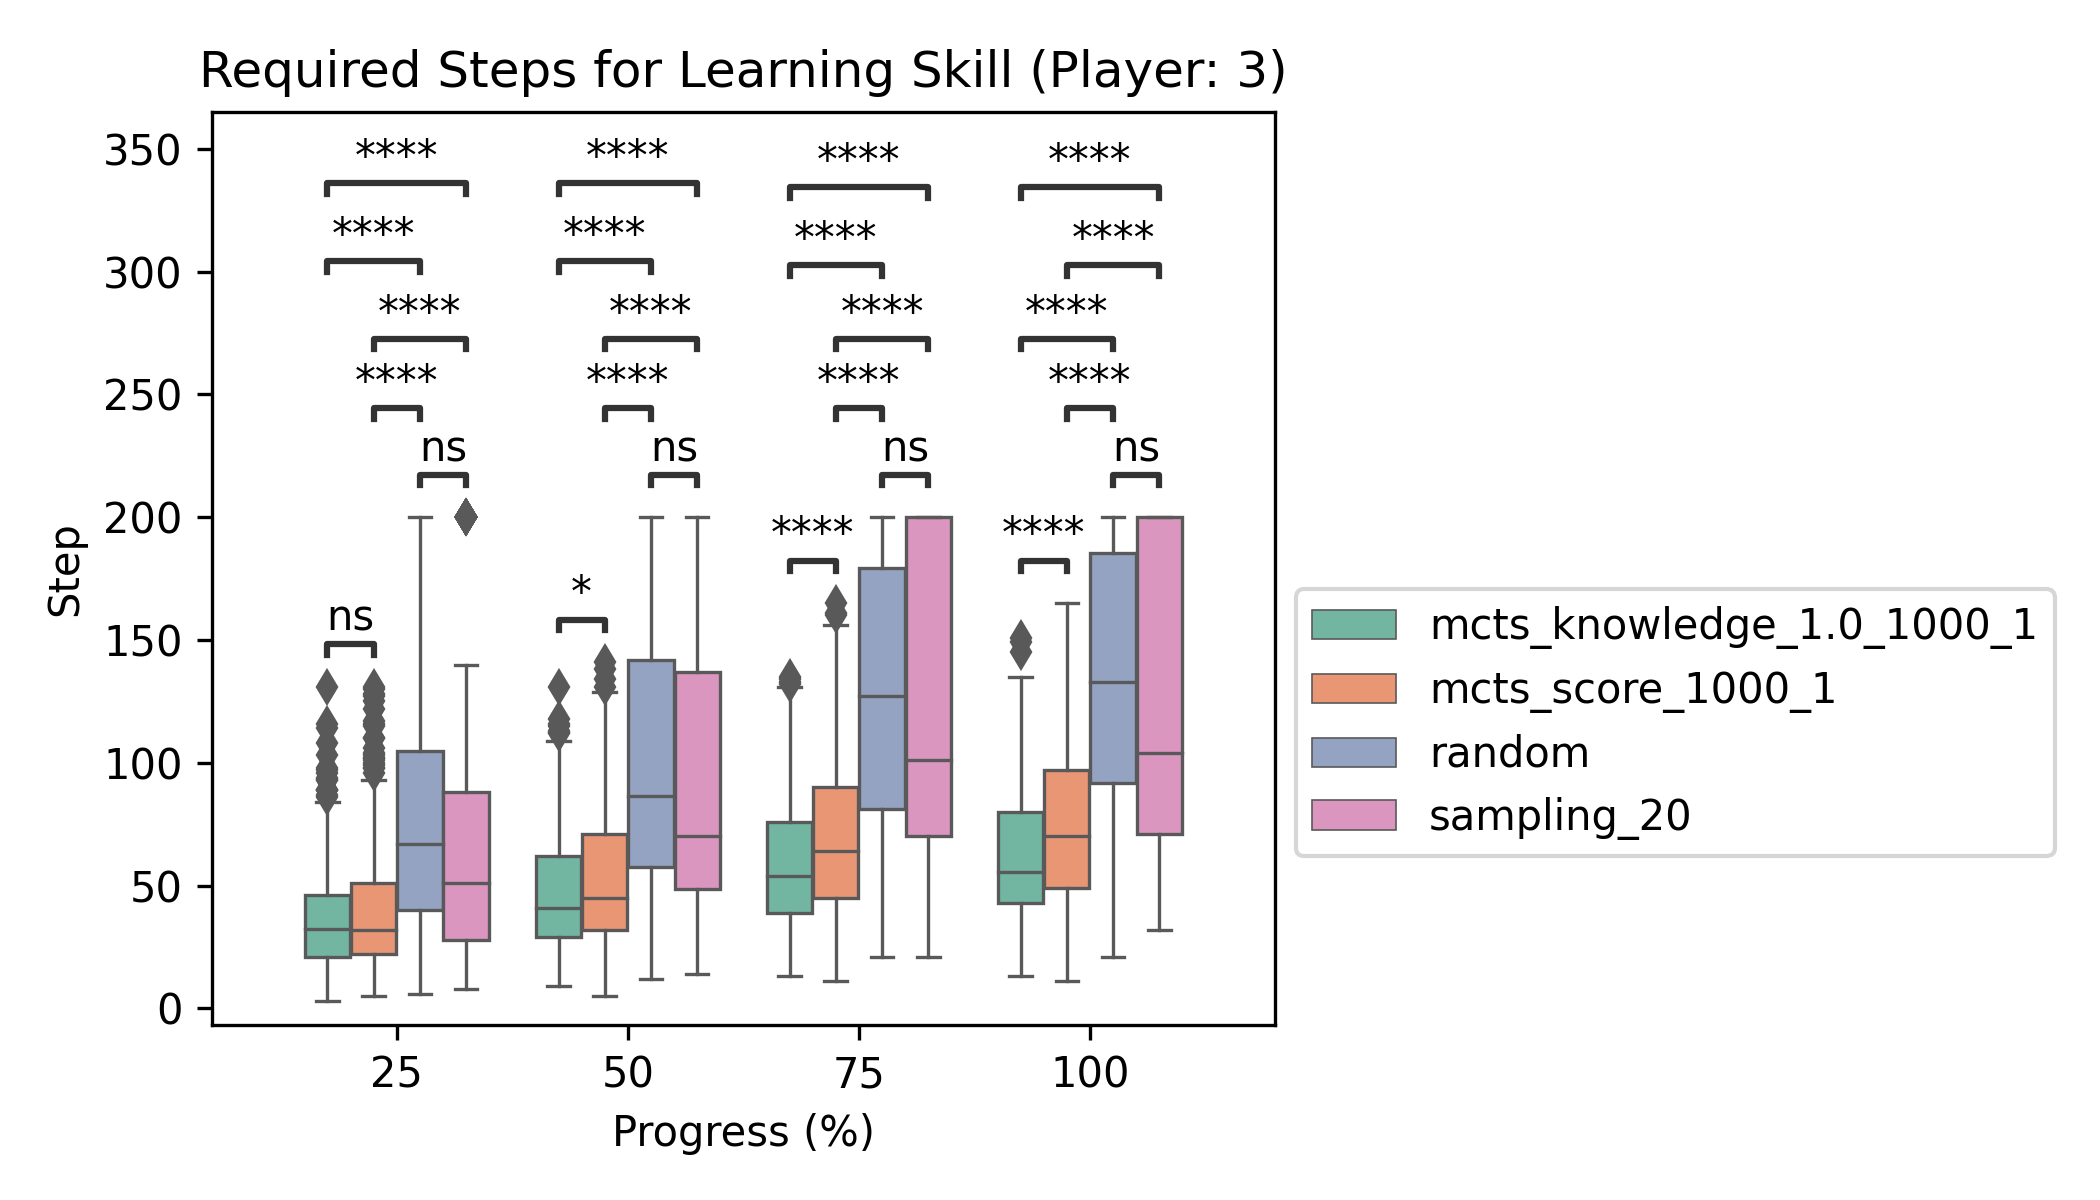 Required Steps for Learning Skill (Player: 3)
350
300
250
200
150
100
50
0
Step
**** **** **** ****
**** **** **** ****
**** **** **** ****
**** **** **** ****
ns ns ns ns
**** ****
*
ns
25 50 75 100
Progress (%)
mcts_knowledge_1.0_1000_1
mcts_score_1000_1
random
sampling_20